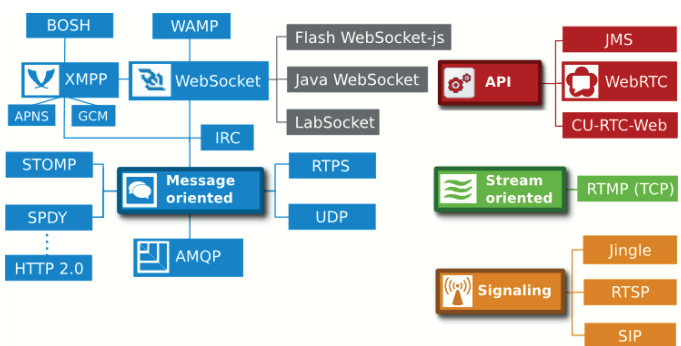 BOSH
WAMP
Flash WebSocket-js
XMPP
WebSocket
Java WebSocket
APNS
GCM
LabSocket
IRC
STOMP
Message
oriented
RTPS
SPDY
UDP
HTTP 2.0
AMQP
API
JMS
WebRTC
CU-RTC-Web
Stream
oriented
RTMP (TCP)
Signaling
Jingle
RTSP
SIP